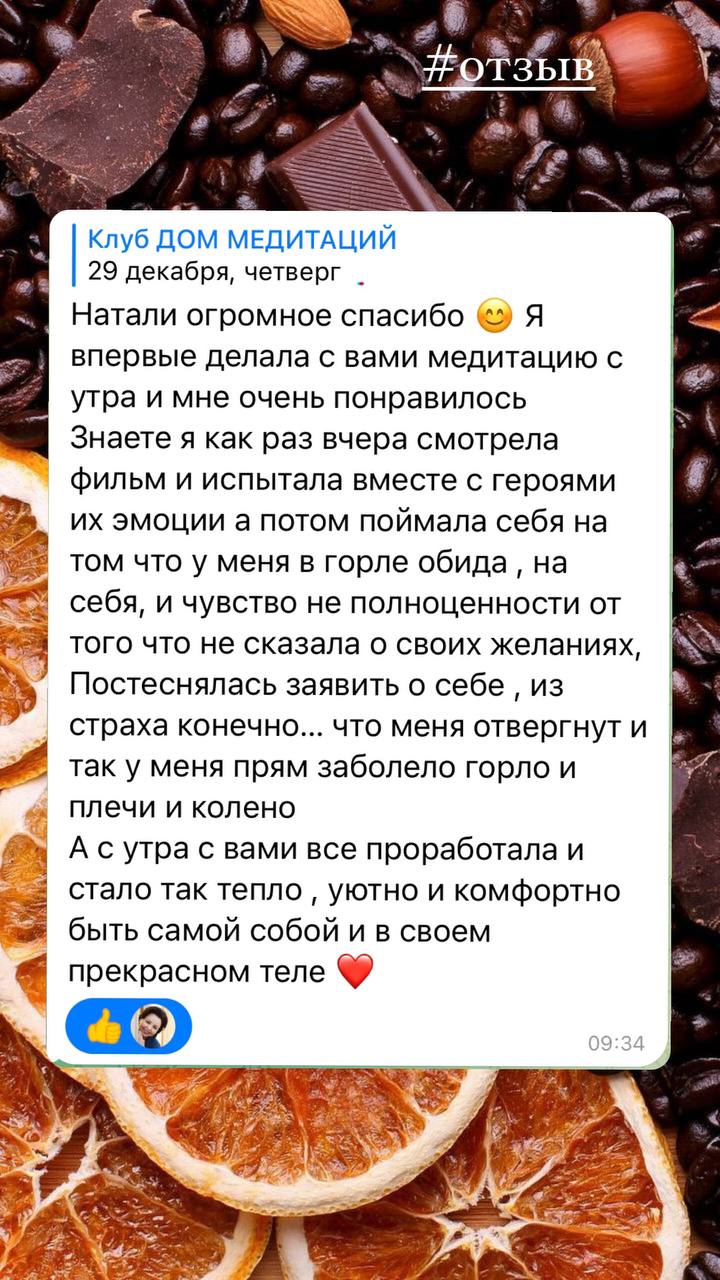 #отзыв
Клуб ДОМ МЕДИТАЦИЙ
29 декабря, четверг
Натали огромное спасибо 😊 Я
впервые делала с вами медитацию с
утра и мне очень понравилось
Знаете я как раз вчера смотрела
фильм и испытала вместе с героями
их эмоции а потом поймала себя на
том что у меня в горле обида , на
себя, и чувство не полноценности от
того что не сказала о своих желаниях,
Постеснялась заявить о себе , из
страха конечно... что меня отвергнут и
так у меня прям заболело горло и
плечи и колено
А с утра с вами все проработала и
стало так тепло , уютно и комфортно
быть самой собой и в своем
прекрасном теле ❤️
09:34